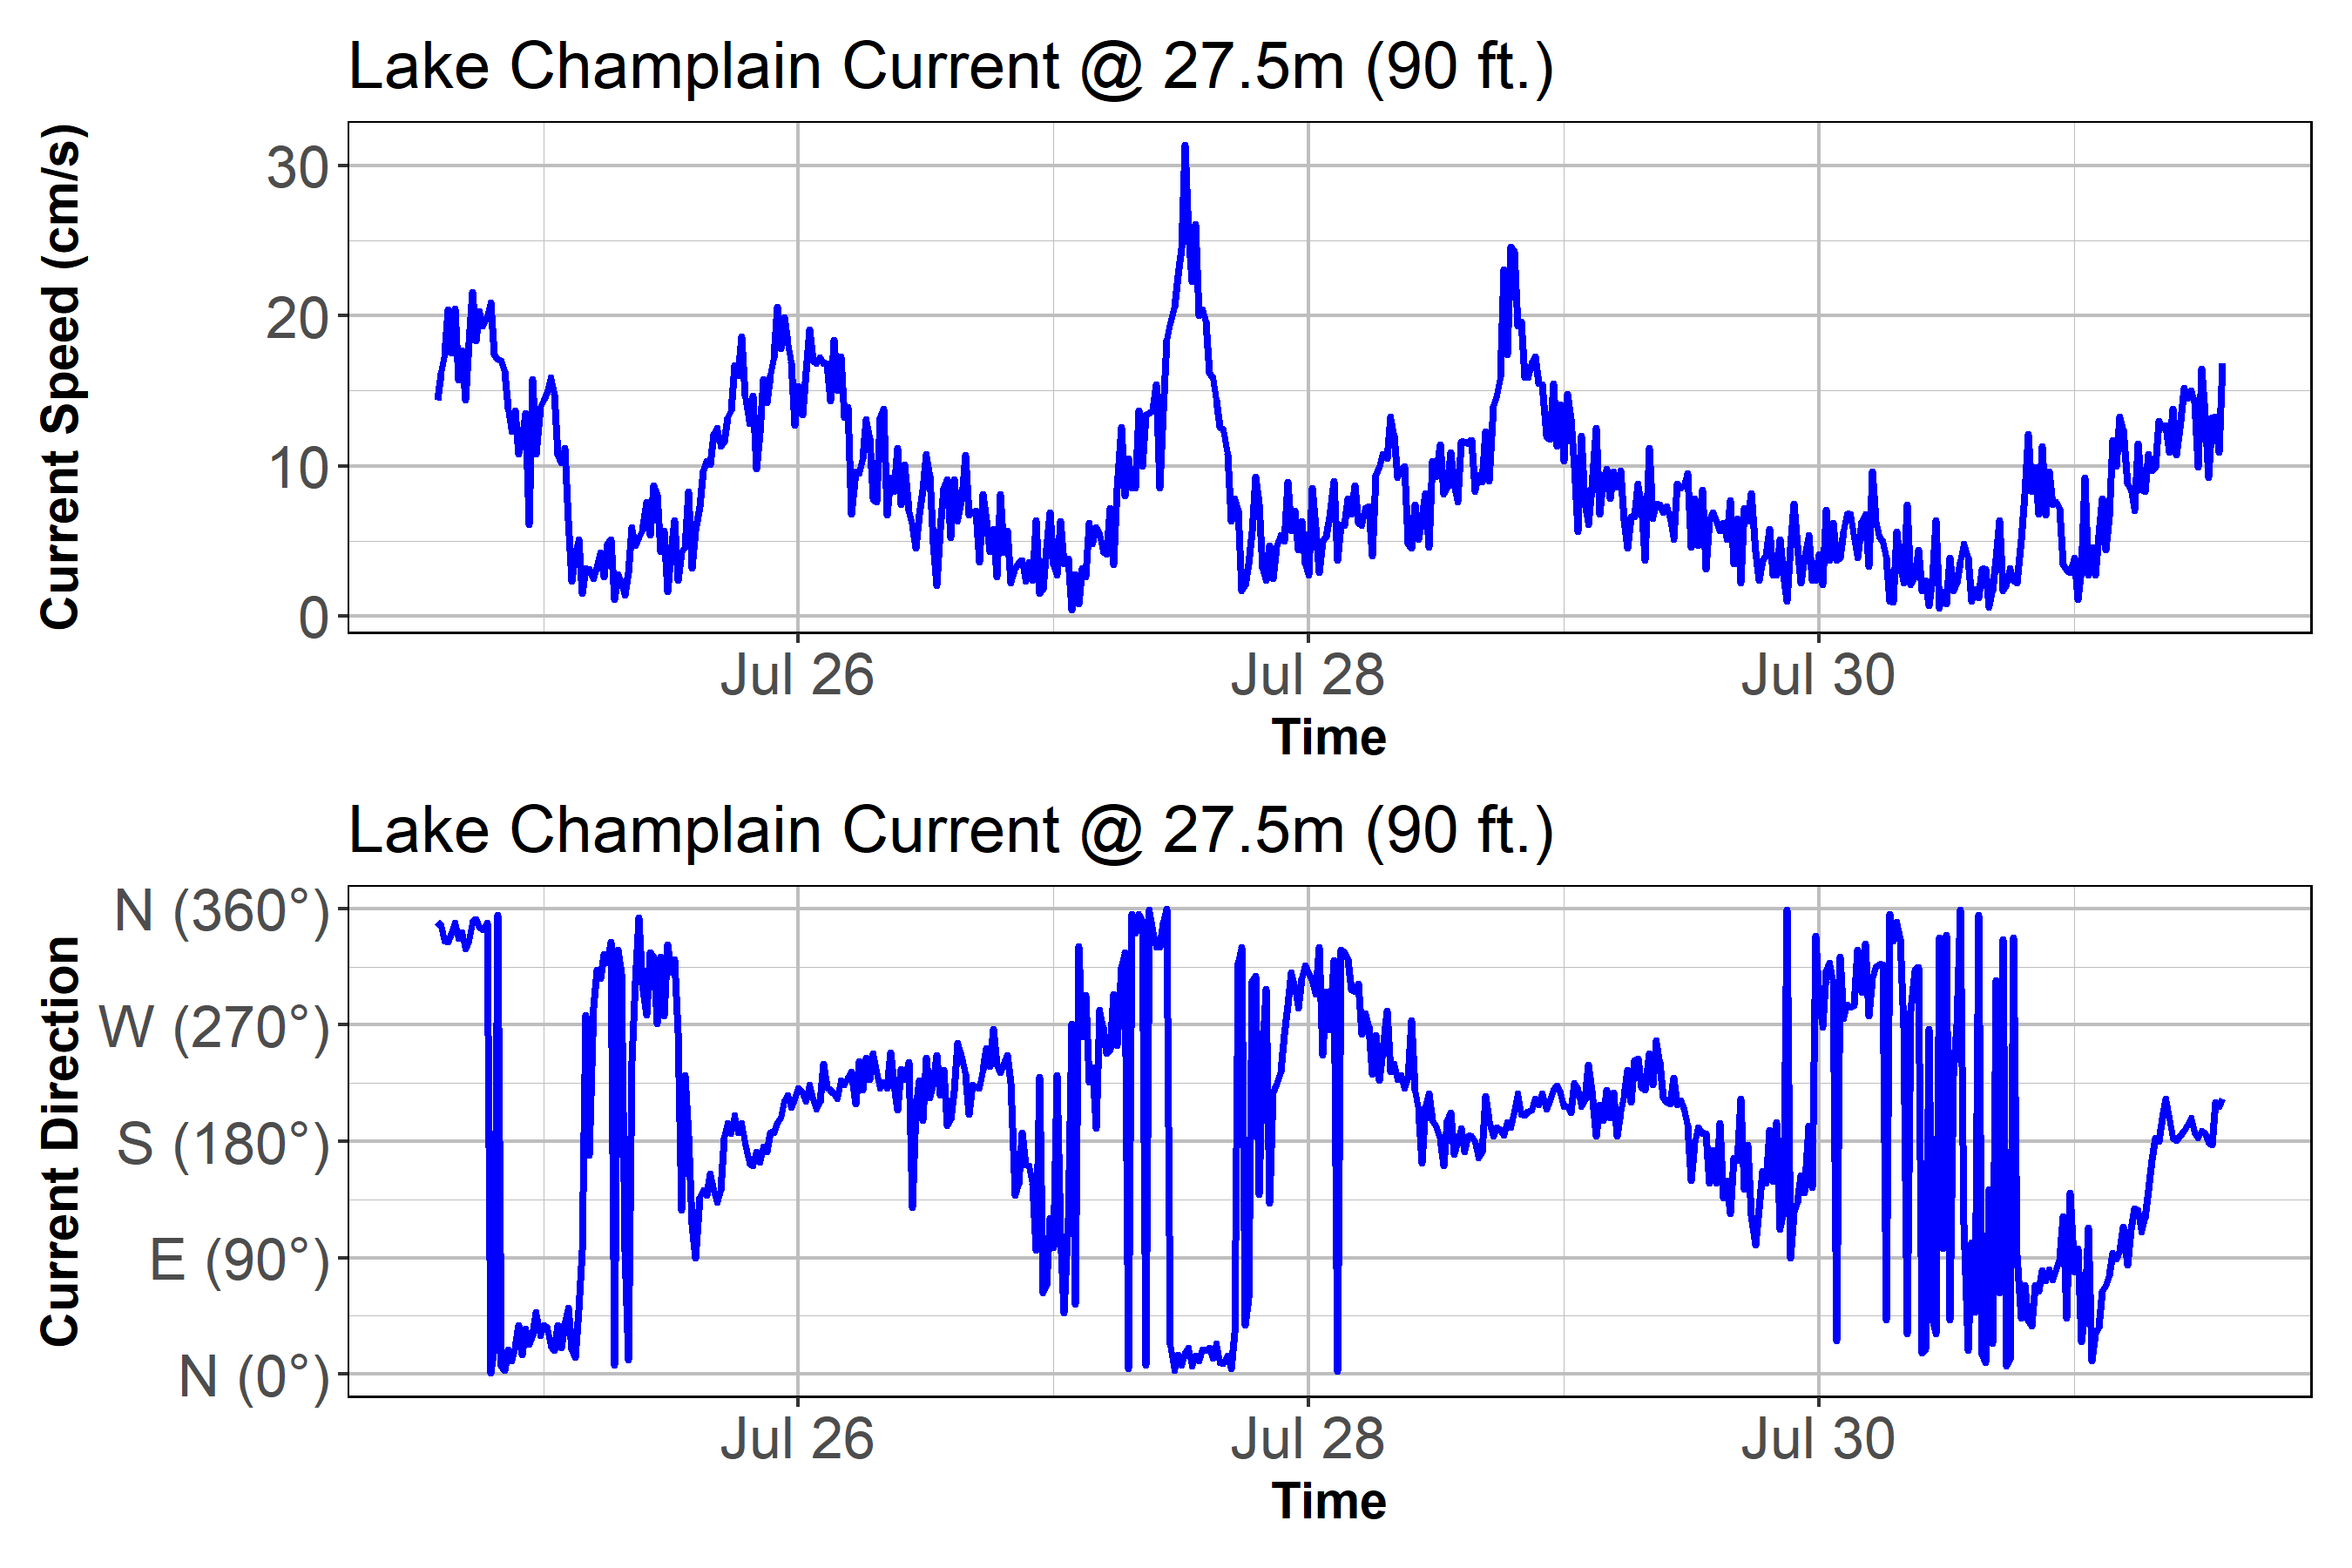 Lake Champlain Current @ 27.5m (90 ft.)
Current Speed (cm/s)
30
20
10
0
Jul 26
Jul 28
Jul 30
Time
Lake Champlain Current @ 27.5m (90 ft.)
Current Direction
N (360°)
W (270°)
S (180°)
E (90°)
N (0°)
Jul 26
Jul 28
Jul 30
Time